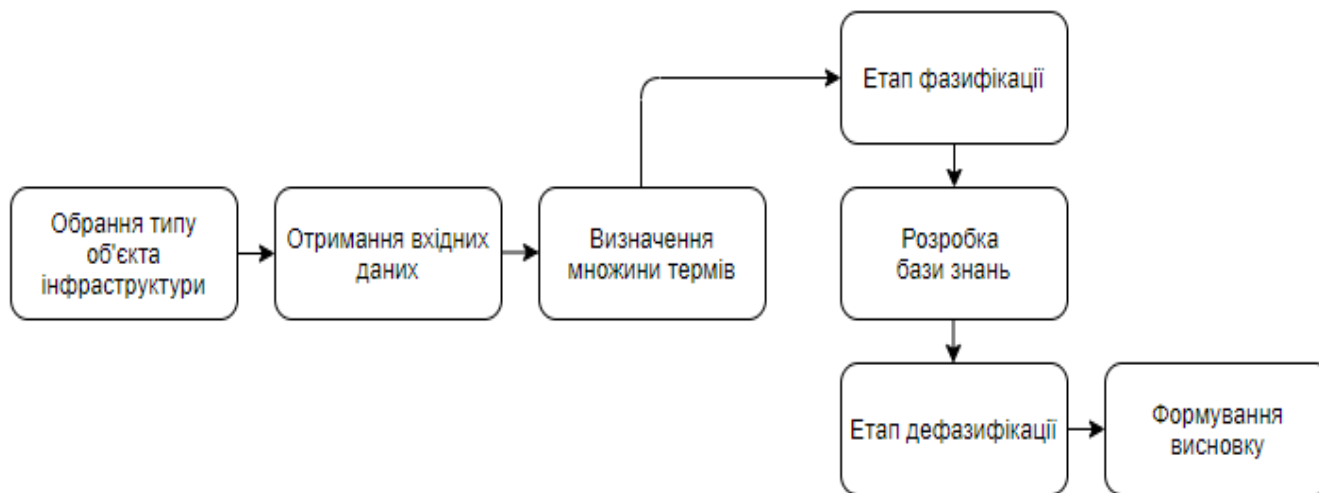 Обрання типу
об'єкта
інфраструктури
Отримання вхідних
даних
Визначення
множини термів
Етап фазифікації
Розробка
бази знань
Етап дефазифікації
Формування
висновку